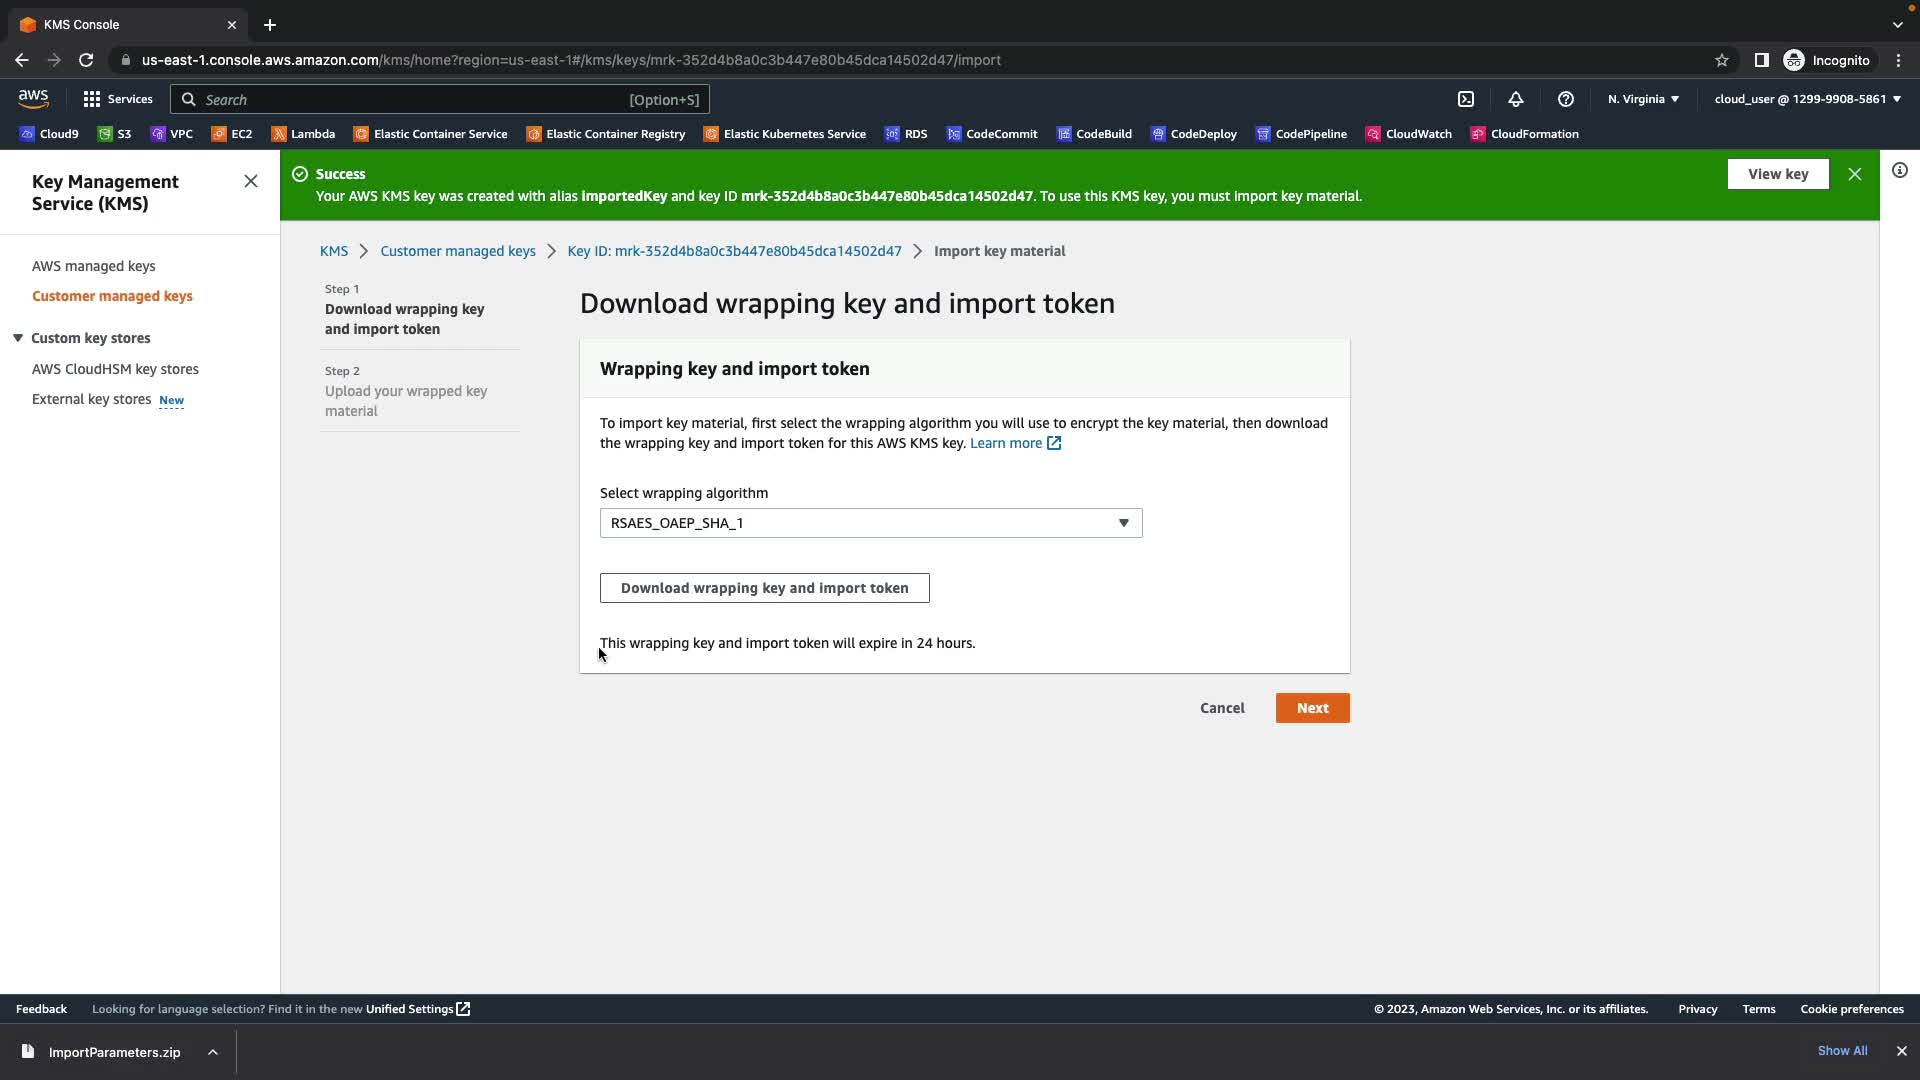 KMS Console
us-east-1.console.aws.amazon.com/kms/home?region=us-east-1#/kms/keys/mrk-352d4b8a0c3b447e80b45dca14502d47/import
Incognito
aws
Services
Search
[Option+S]
N. Virginia
cloud_user @ 1299-9908-5861
Cloud9
S3
VPC
EC2
Lambda
Elastic Container Service
Elastic Container Registry
Elastic Kubernetes Service
RDS
CodeCommit
CodeBuild
CodeDeploy
CodePipeline
CloudWatch
CloudFormation
Key Management
Service (KMS)
AWS managed keys
Customer managed keys
Custom key stores
AWS CloudHSM key stores
External key stores New
Success
Your AWS KMS key was created with alias importedKey and key ID mrk-352d4b8a0c3b447e80b45dca14502d47. To use this KMS key, you must import key material.
View key
KMS
Customer managed keys
Key ID: mrk-352d4b8a0c3b447e80b45dca14502d47
Import key material
Step 1
Download wrapping key
and import token
Step 2
Upload your wrapped key
material
Download wrapping key and import token
Wrapping key and import token
To import key material, first select the wrapping algorithm you will use to encrypt the key material, then download
the wrapping key and import token for this AWS KMS key. Learn more
Select wrapping algorithm
RSAES_OAEP_SHA_1
Download wrapping key and import token
This wrapping key and import token will expire in 24 hours.
Cancel
Next
Feedback
Looking for language selection? Find it in the new Unified Settings
© 2023, Amazon Web Services, Inc. or its affiliates.
Privacy
Terms
Cookie preferences
ImportParameters.zip
Show All